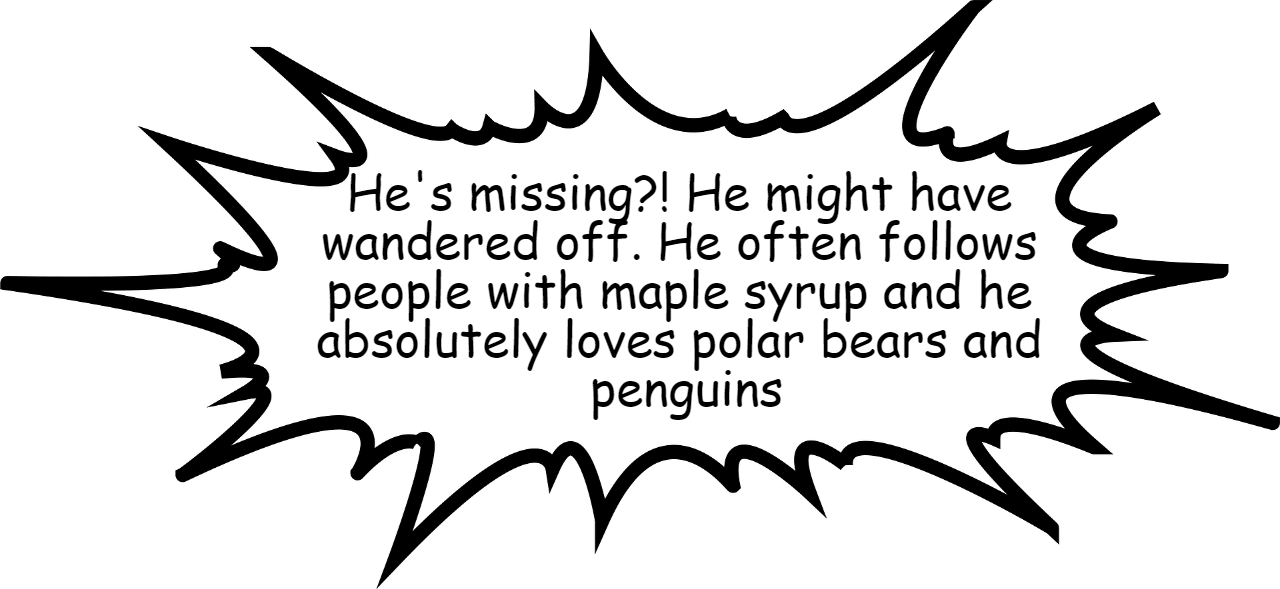 He's missing?! He might have
wandered off. He often follows
people with maple syrup and he
absolutely loves polar bears and
penguins